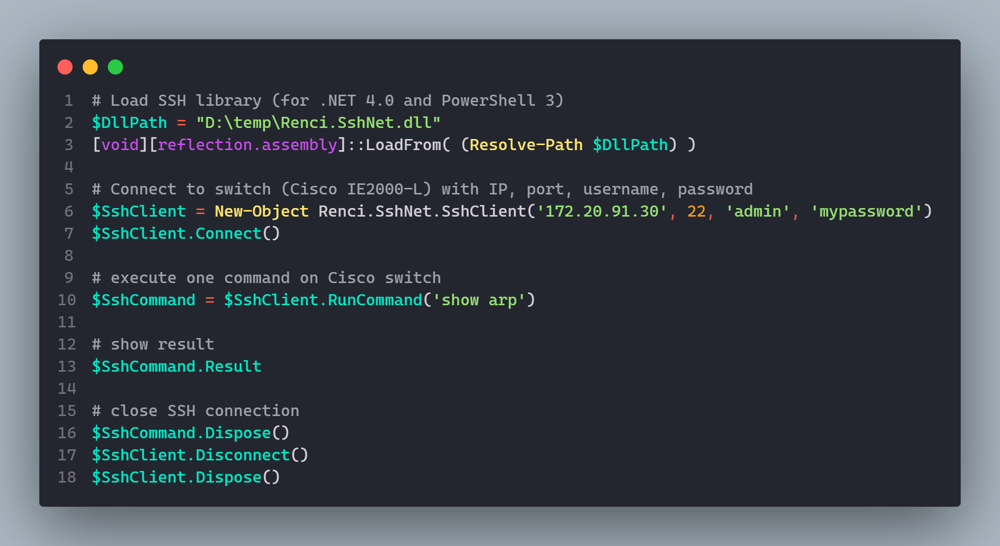 1 # Load SSH library (for .NET 4.0 and PowerShell 3)
2 $DllPath = "D:\temp\Renci.SshNet.dll"
3 [void][reflection.assembly]::LoadFrom( (Resolve-Path $DllPath) )
4
5 # Connect to switch (Cisco IE2000-L) with IP, port, username, password
6 $SshClient = New-Object Renci.SshNet.SshClient('172.20.91.30', 22, 'admin', 'mypassword')
7 $SshClient.Connect()
8
9 # execute one command on Cisco switch
10 $SshCommand = $SshClient.RunCommand('show arp')
11
12 # show result
13 $SshCommand.Result
14
15 # close SSH connection
16 $SshCommand.Dispose()
17 $SshClient.Disconnect()
18 $SshClient.Dispose()